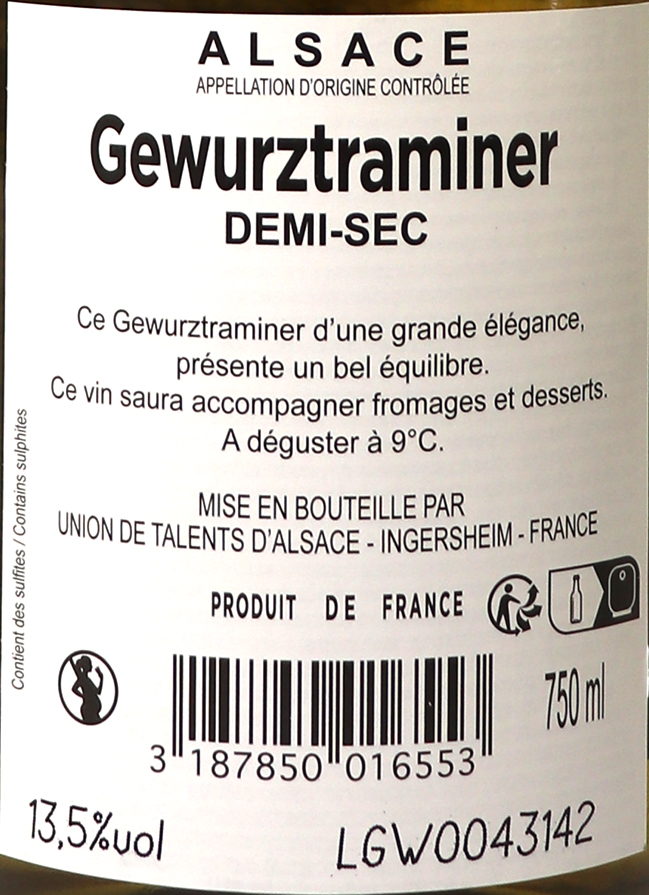 ALSACE
APPELLATION D'ORIGINE CONTRÔLÉE
Gewurztraminer
DEMI-SEC
Ce Gewurztraminer d'une grande élégance,
présente un bel équilibre.
Ce vin saura accompagner fromages et desserts.
A déguster à 9°C.
Contient des sulfites / Contains sulphites
MISE EN BOUTEILLE PAR
UNION DE TALENTS D'ALSACE - INGERSHEIM - FRANCE
PRODUIT DE FRANCE
750 ml
3 187850 016553
13,5%vol
LGW0043142